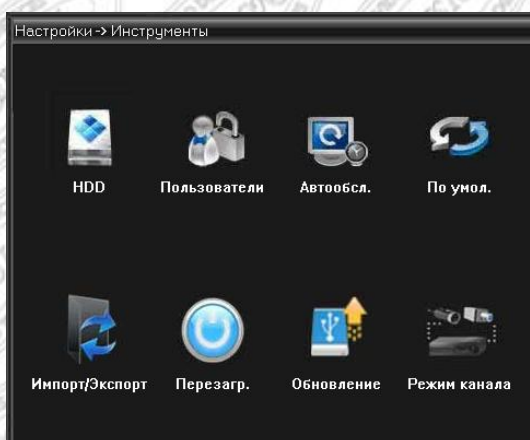 Настройки -> Инструменты
HDD Пользователи Автообсл. По умол.
Импорт/Экспорт Перезагр. Обновление Режим канала